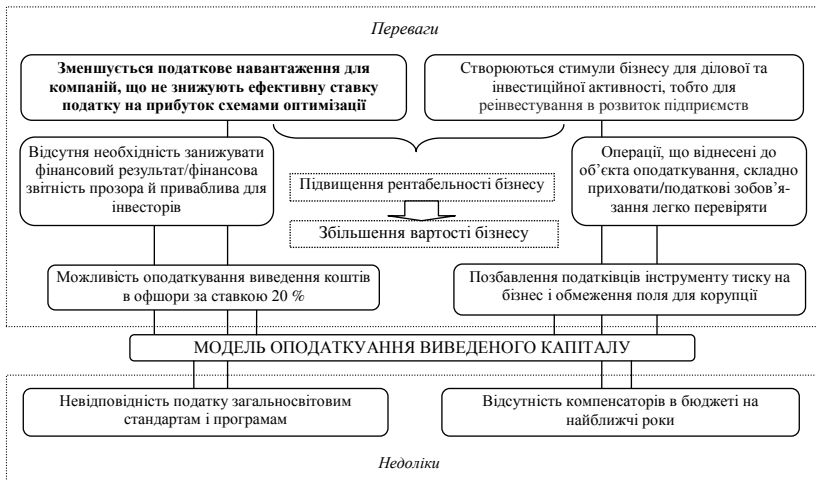 Переваги
Зменшується податкове навантаження для
компаній, що не знижують ефективну ставку
податку на прибуток схемами оптимізації
Створюються стимули бізнесу для ділової та
інвестиційної активності, тобто для
реінвестування в розвиток підприємств
Відсутня необхідність занижувати
фінансовий результат/фінансова
звітність прозора й приваблива для
інвесторів
Підвищення рентабельності бізнесу
Збільшення вартості бізнесу
Операції, що віднесені до
об’єкта оподаткування, складно
приховати/податкові зобов’я-
зання легко перевіряти
Можливість оподаткування виведення коштів
в офшори за ставкою 20 %
Позбавлення податківців інструменту тиску на
бізнес і обмеження поля для корупції
МОДЕЛЬ ОПОДАТКУАННЯ ВИВЕДЕНОГО КАПІТАЛУ
Невідповідність податку загальносвітовим
стандартам і програмам
Відсутність компенсаторів в бюджеті на
найближчі роки
Недоліки